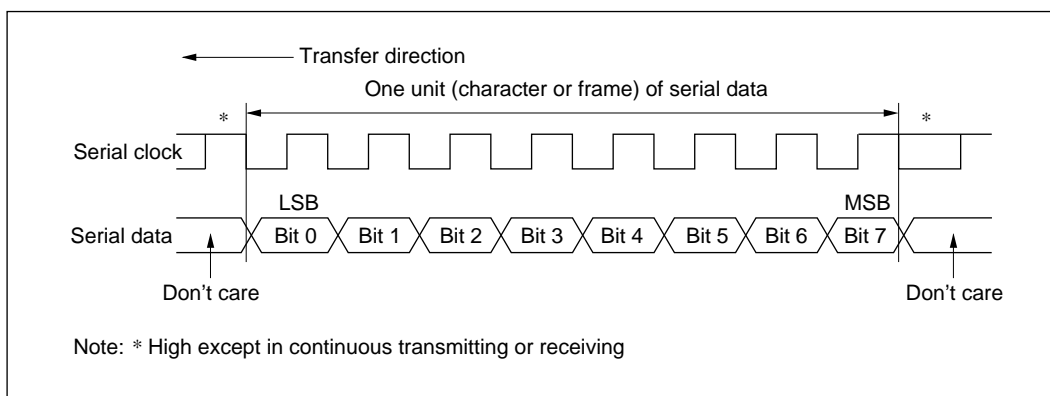 Transfer direction
One unit (character or frame) of serial data
* *
Serial clock
LSB MSB
Serial data Bit 0 Bit 1 Bit 2 Bit 3 Bit 4 Bit 5 Bit 6 Bit 7
Don’t care Don’t care
Note: * High except in continuous transmitting or receiving